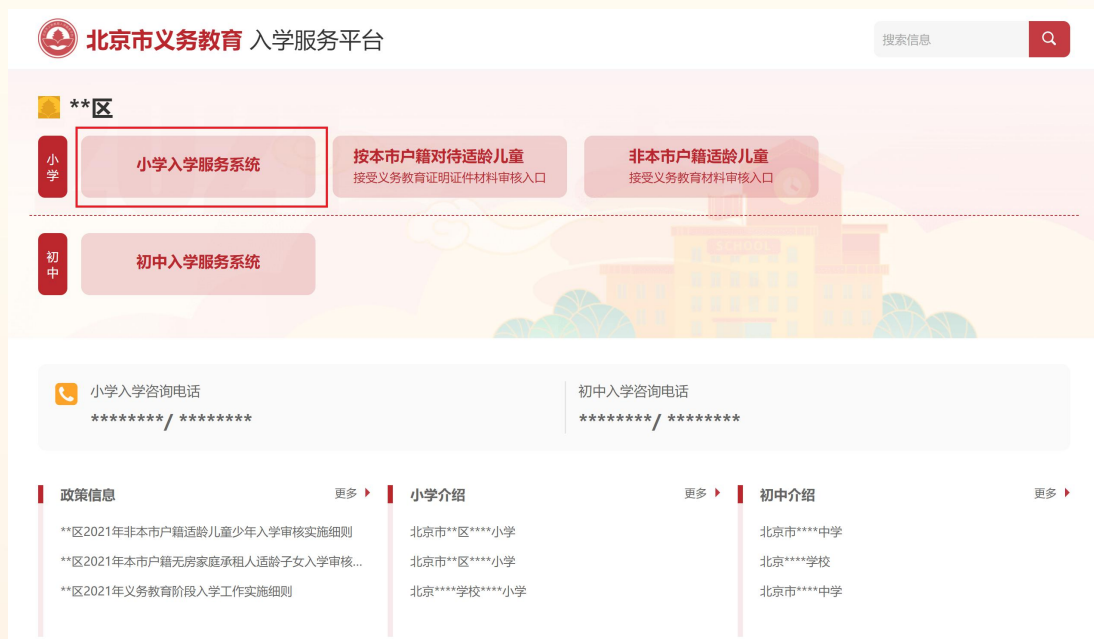 北京市义务教育 入学服务平台
搜索信息
**区
小学
小学入学服务系统
按本市户籍对待适龄儿童
接受义务教育证明证件材料审核入口
非本市户籍适龄儿童
接受义务教育材料审核入口
SCHOOL
初中
初中入学服务系统
小学入学咨询电话
********/ ********
初中入学咨询电话
********/ ********
政策信息
更多
**区2021年非本市户籍适龄儿童少年入学审核实施细则
**区2021年本市户籍无房家庭承租人适龄子女入学审核...
**区2021年义务教育阶段入学工作实施细则
小学介绍
更多
北京市**区****小学
北京市**区****小学
北京****学校****小学
初中介绍
更多
北京市****中学
北京****学校
北京市****中学